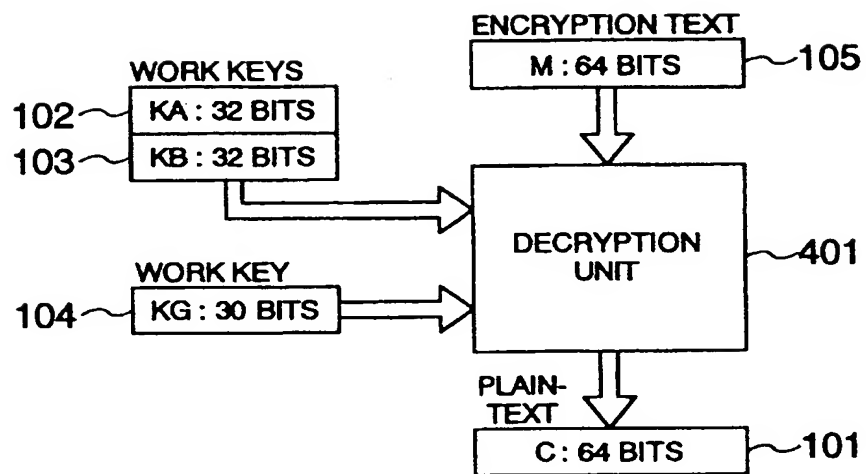 ENCRYPTION TEXT
M : 64 BITS
105
WORK KEYS
102
KA : 32 BITS
103
KB : 32 BITS
DECRYPTION
UNIT
401
WORK KEY
104
KG : 30 BITS
PLAIN-
TEXT
C : 64 BITS
101